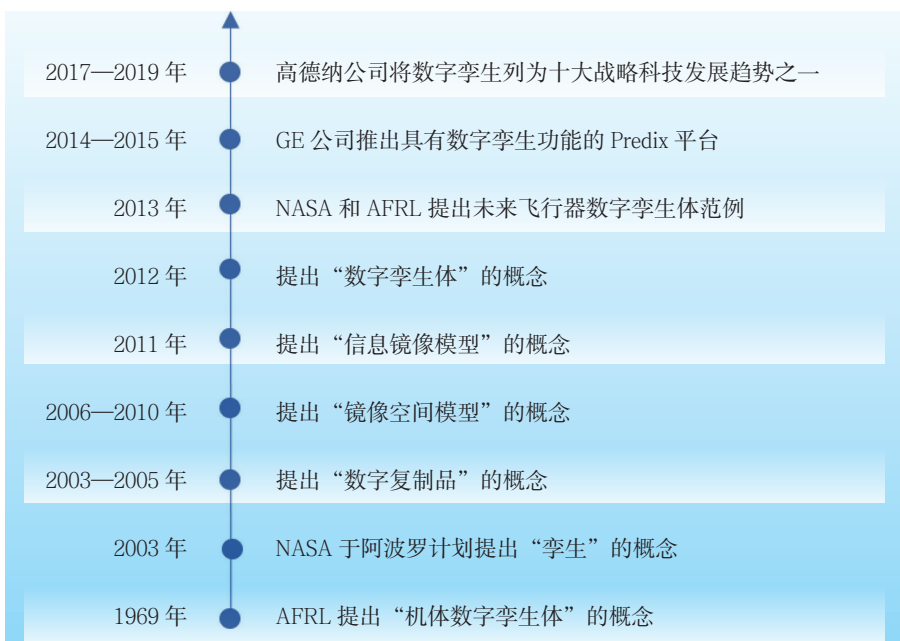 2017—2019 年 高德纳公司将数字孪生列为十大战略科技发展趋势之一
2014—2015 年 GE 公司推出具有数字孪生功能的 Predix 平台
2013 年 NASA 和 AFRL 提出未来飞行器数字孪生体范例
2012 年 提出“数字孪生体”的概念
2011 年 提出“信息镜像模型”的概念
2006—2010 年 提出“镜像空间模型”的概念
2003—2005 年 提出“数字复制品”的概念
2003 年 NASA 于阿波罗计划提出“孪生”的概念
1969 年 AFRL 提出“机体数字孪生体”的概念